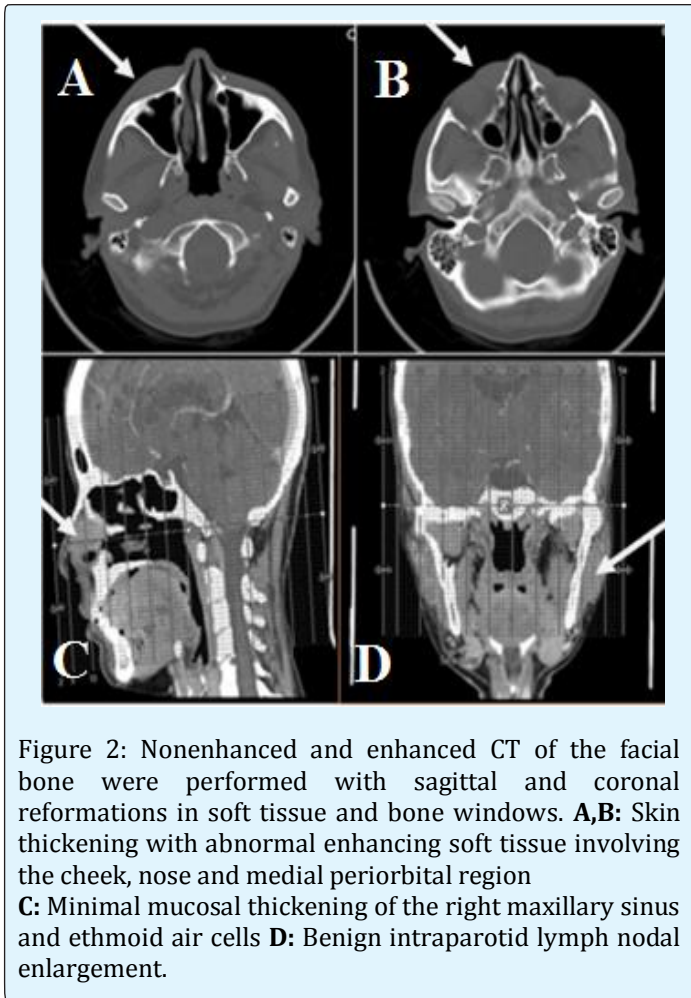 A
B
C
D
Figure 2: Nonenhanced and enhanced CT of the facial
bone were performed with sagittal and coronal
reformations in soft tissue and bone windows. A,B: Skin
thickening with abnormal enhancing soft tissue involving
the cheek, nose and medial periorbital region
C: Minimal mucosal thickening of the right maxillary sinus
and ethmoid air cells D: Benign intraparotid lymph nodal
enlargement.